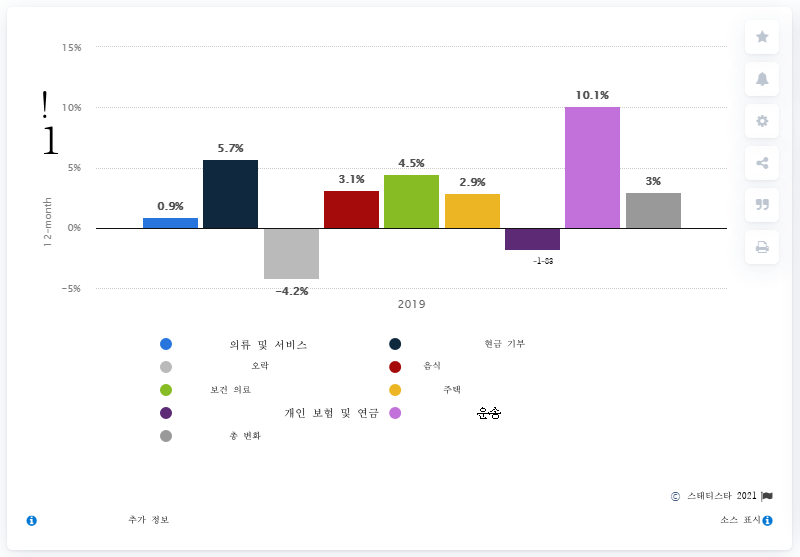 15%
!
10%
10.1%
1
5.7%
5%
4.5%
3.1%
2.9%
3%
0.9%
12-month
0%
-5%
-4.2%
2019
의류 및 서비스
현금 기부
오락
음식
보건 의료
주택
개인 보험 및 연금
운송
총 변화
© 스태티스타 2021
추가 정보
소스 표시